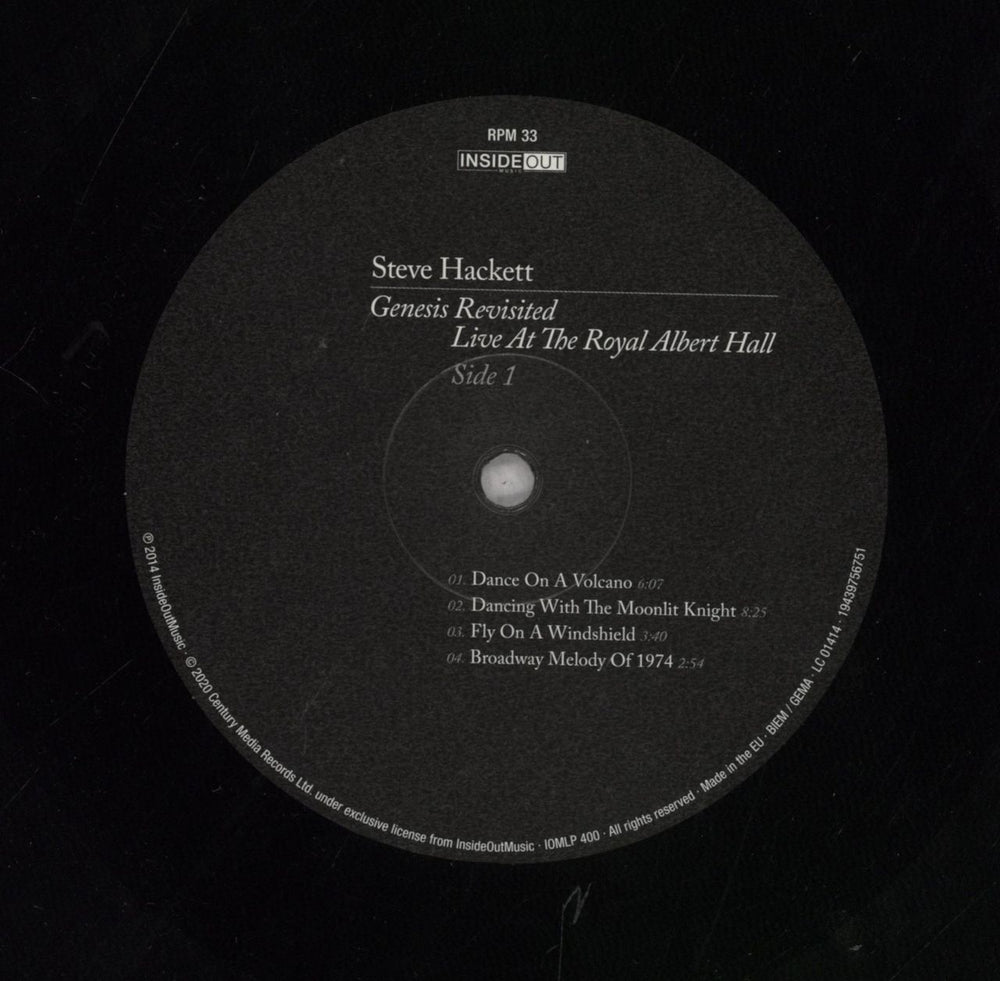 RPM 33
INSIDEOUT
MUSIC
Steve Hackett
Genesis Revisited
Live At The Royal Albert Hall
Side 1
01. Dance On A Volcano 6:07
02. Dancing With The Moonlit Knight 8:25
03. Fly On A Windshield 3:40
04. Broadway Melody Of 1974 2:54
℗ 2014 InsideOutMusic · © 2020 Century Media Records Ltd. under exclusive license from InsideOutMusic · IOMLP 400 · All rights reserved · Made in the EU · BIEM / GEMA · LC 01414 · 19439756751